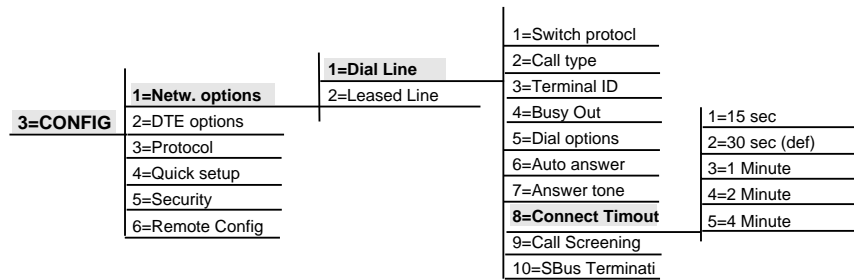 3=CONFIG
1=Netw. options
2=DTE options
3=Protocol
4=Quick setup
5=Security
6=Remote Config
1=Dial Line
2=Leased Line
1=Switch protocl
2=Call type
3=Terminal ID
4=Busy Out
5=Dial options
6=Auto answer
7=Answer tone
8=Connect Timout
9=Call Screening
10=SBus Terminati
1=15 sec
2=30 sec (def)
3=1 Minute
4=2 Minute
5=4 Minute